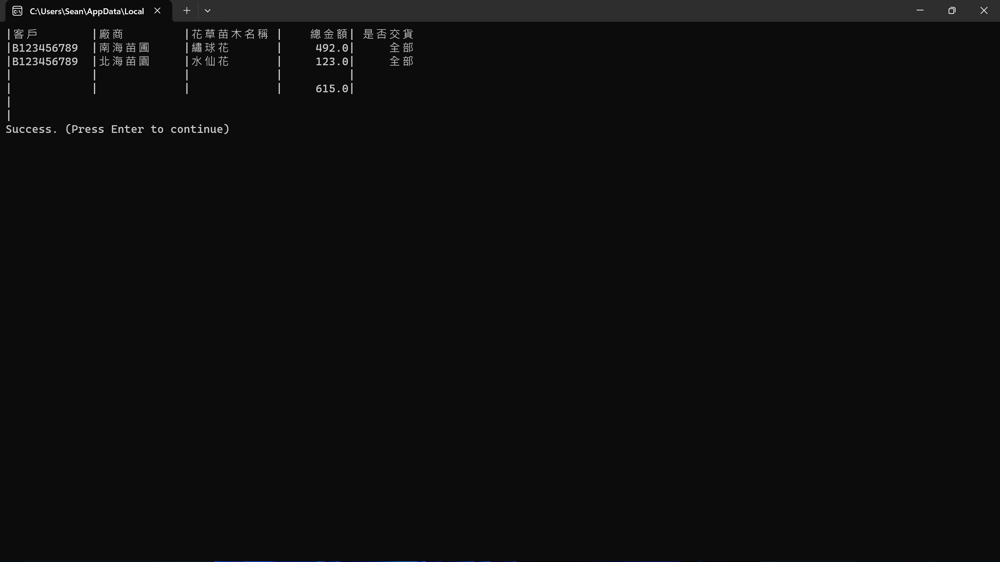 C:\Users\Sean\AppData\Local
|客戶 |廠商 |花草苗木名稱 | 總金額| 是否交貨
|B123456789 |南海苗圃 |繡球花 | 492.0| 全部
|B123456789 |北海苗園 |水仙花 | 123.0| 全部
| | | | |
| | | | 615.0|
|
|
Success. (Press Enter to continue)